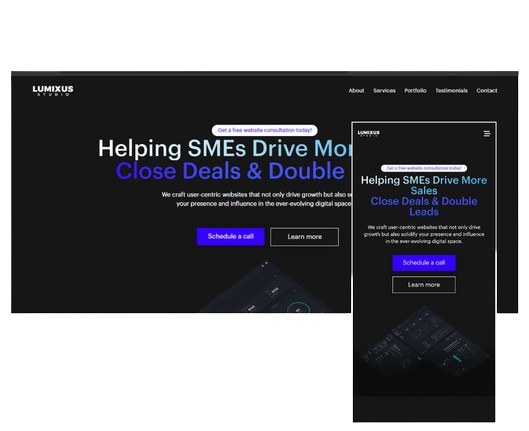 LUMIXUS
STUDIO
About Services Portfolio Testimonials Contact
Get a free website consultation today!
Helping SMEs Drive Mor
Close Deals & Double
We craft user-centric websites that not only drive growth but also s
your presence and influence in the ever-evolving digital space
Schedule a call Learn more
LUMIXUS
STUDIO
Get a free website consultation today!
Helping SMEs Drive More
Sales
Close Deals & Double
Leads
We craft user-centric websites that not only drive
growth but also solidify your presence and influence
in the ever-evolving digital space.
Schedule a call
Learn more